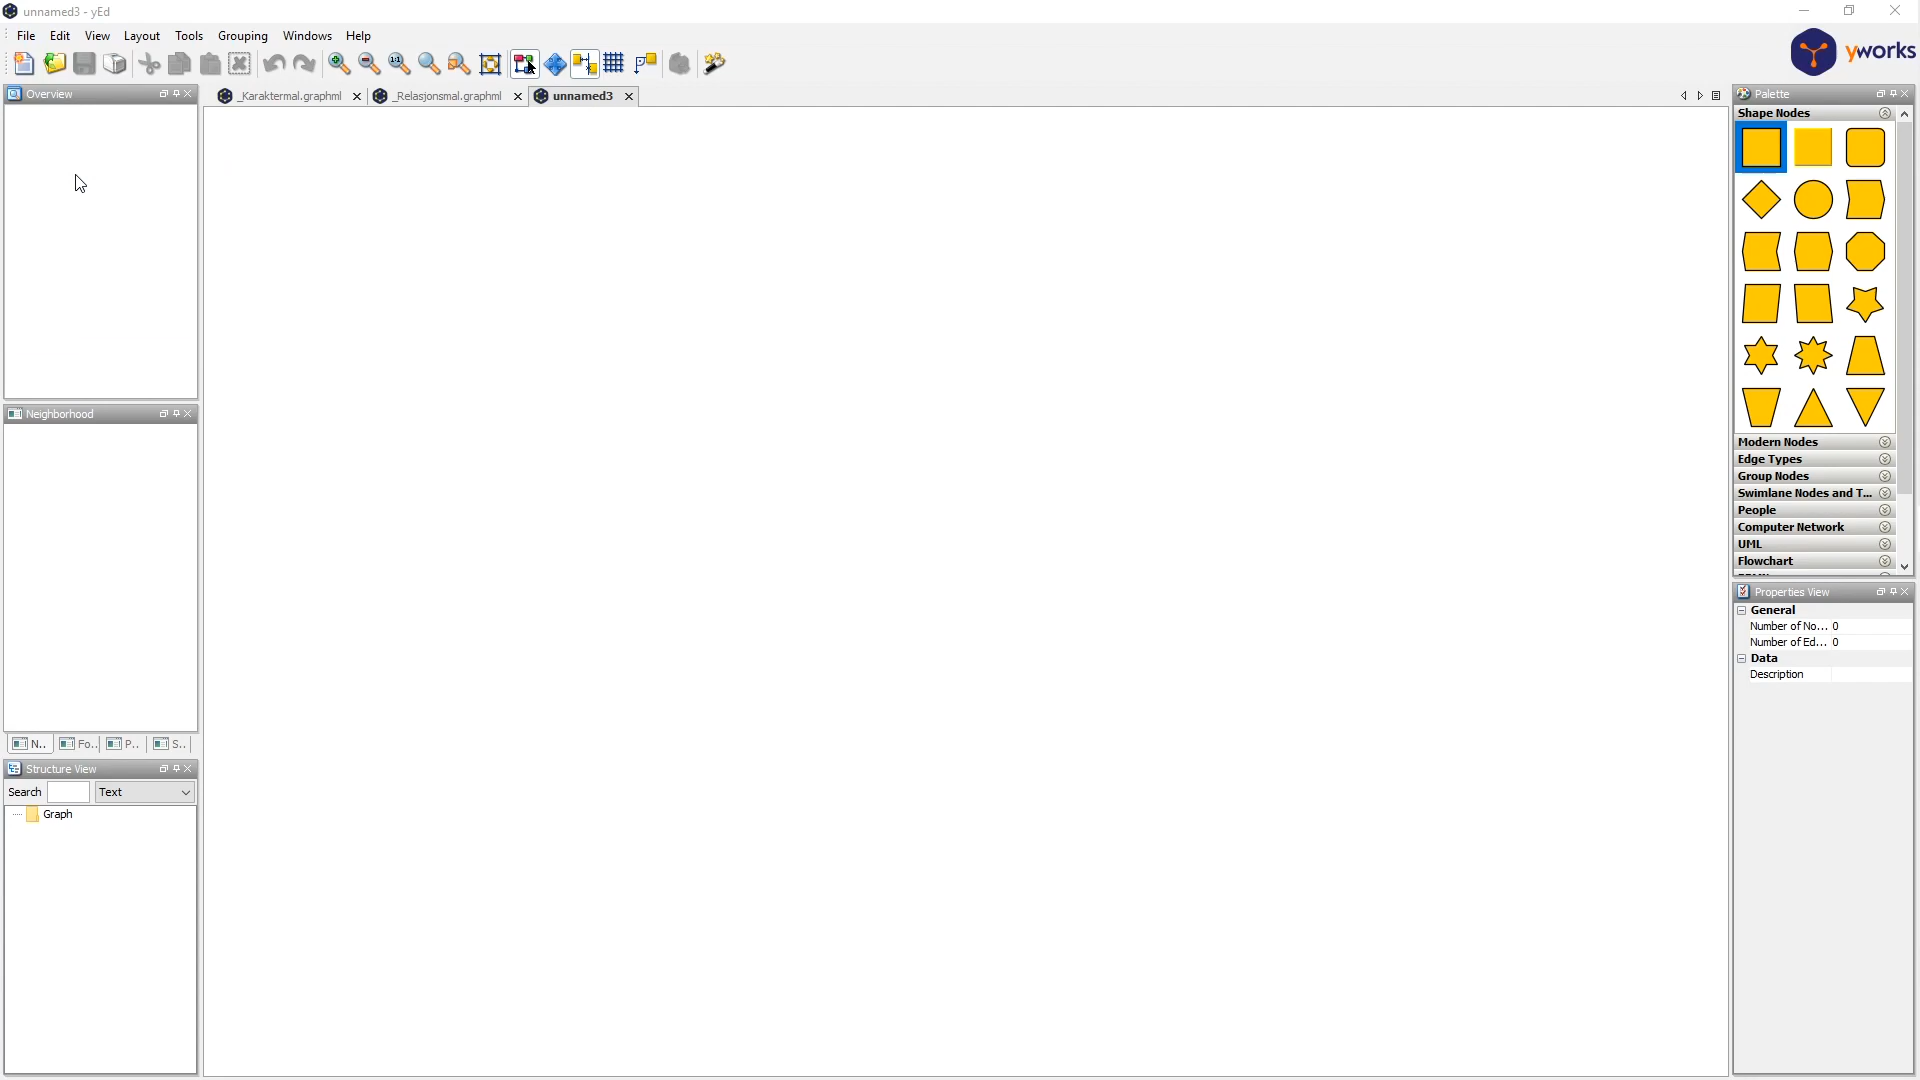 unnamed3 - yEd
File Edit View Layout Tools Grouping Windows Help
1:1
yworks
Overview
_Karaktermal.graphml
_Relasjonsmal.graphml
unnamed3
Palette
Shape Nodes
Modern Nodes
Edge Types
Group Nodes
Swimlane Nodes and T...
People
Computer Network
UML
Flowchart
Neighborhood
N..
Fo..
P..
S..
Structure View
Search
Text
Graph
Properties View
General
Number of No... 0
Number of Ed... 0
Data
Description